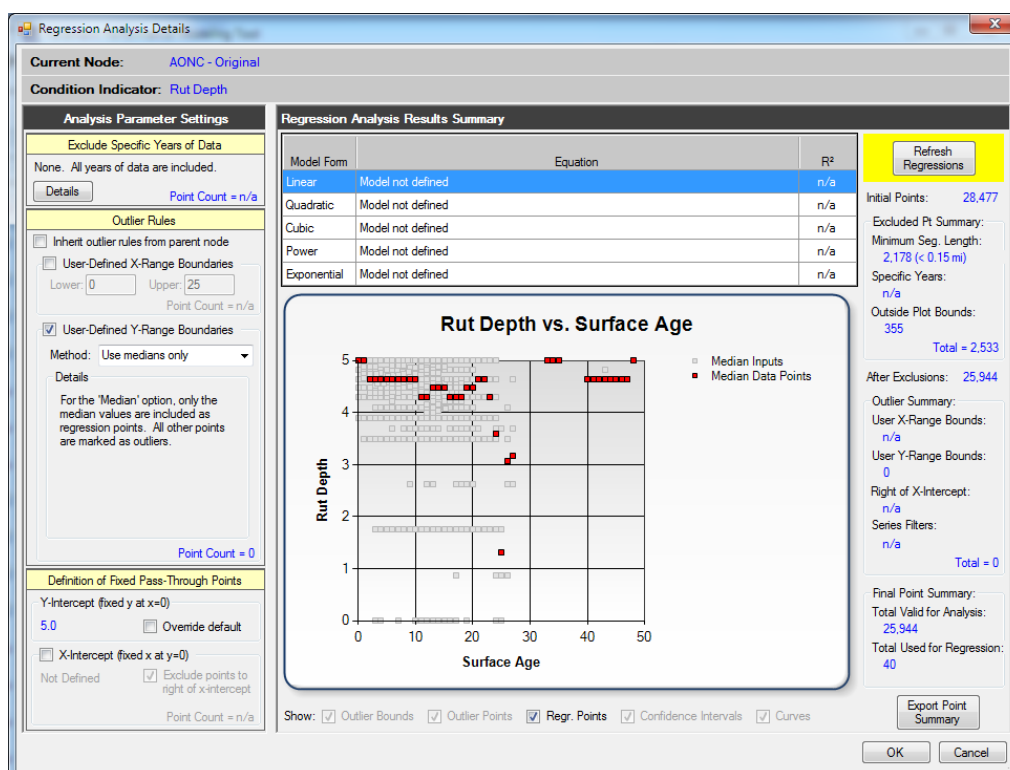 Regression Analysis Details
Current Node: AONC - Original
Condition Indicator: Rut Depth
Analysis Parameter Settings
Exclude Specific Years of Data
None. All years of data are included.
Details
Point Count = n/a
Outlier Rules
Inherit outlier rules from parent node
User-Defined X-Range Boundaries
Lower: 0 Upper: 25
Point Count = n/a
User-Defined Y-Range Boundaries
Method: Use medians only
Details
For the 'Median' option, only the
median values are included as
regression points. All other points
are marked as outliers.
Point Count = 0
Definition of Fixed Pass-Through Points
Y-Intercept (fixed y at x=0)
5.0 Override default
X-Intercept (fixed x at y=0)
Not Defined
Exclude points to
right of x-intercept
Point Count = n/a
Regression Analysis Results Summary
Model Form Equation R²
Linear Model not defined n/a
Quadratic Model not defined n/a
Cubic Model not defined n/a
Power Model not defined n/a
Exponential Model not defined n/a
Rut Depth vs. Surface Age
Median Inputs
Median Data Points
Rut Depth
5
4
3
2
1
0
0 10 20 30 40 50
Surface Age
Show: Outlier Bounds Outlier Points Regr. Points Confidence Intervals Curves
Refresh
Regressions
Initial Points: 28,477
Excluded Pt Summary:
Minimum Seg. Length:
2,178 (< 0.15 mi)
Specific Years:
n/a
Outside Plot Bounds:
355
Total = 2,533
After Exclusions: 25,944
Outlier Summary:
User X-Range Bounds:
n/a
User Y-Range Bounds:
0
Right of X-Intercept:
n/a
Series Filters:
n/a
Total = 0
Final Point Summary:
Total Valid for Analysis:
25,944
Total Used for Regression:
40
Export Point
Summary
OK Cancel